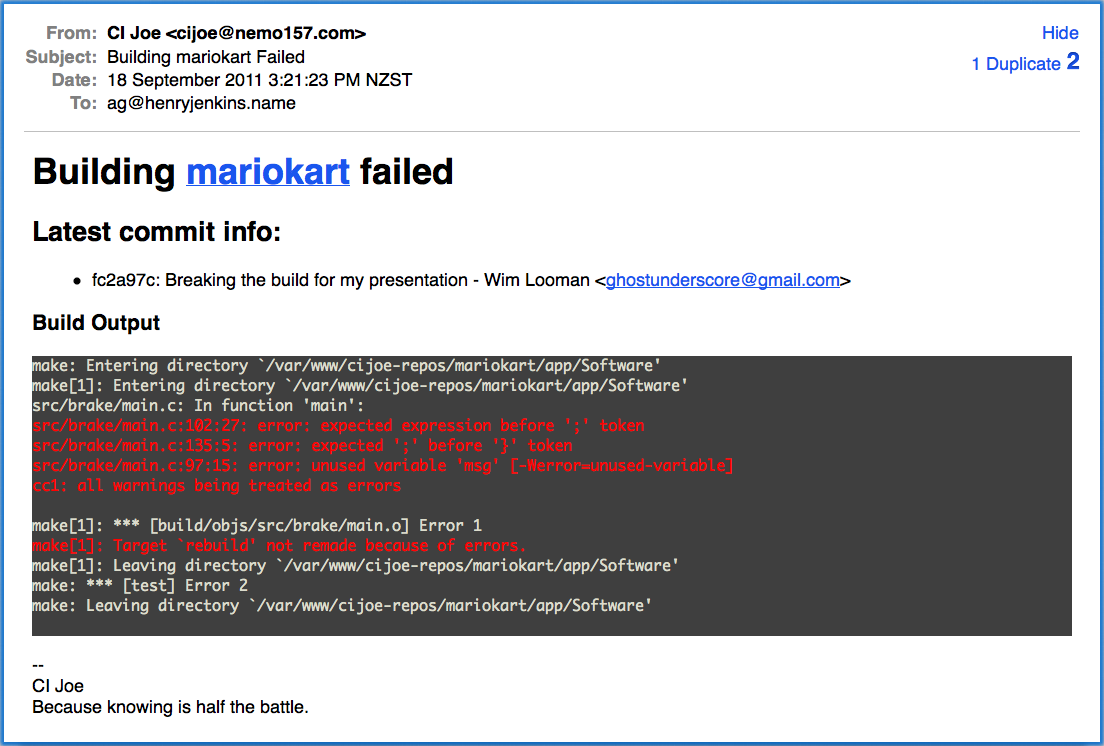 From: CI Joe <cijoe@nemo157.com>
Hide
Subject: Building mariokart Failed
1 Duplicate 2
Date: 18 September 2011 3:21:23 PM NZST
To: ag@henryjenkins.name
Building mariokart failed
Latest commit info:
• fc2a97c: Breaking the build for my presentation - Wim Looman <ghostunderscore@gmail.com>
Build Output
make: Entering directory `/var/www/cijoe-repos/mariokart/app/Software'
make[1]: Entering directory `/var/www/cijoe-repos/mariokart/app/Software'
src/brake/main.c: In function 'main':
src/brake/main.c:102:27: error: expected expression before ';' token
src/brake/main.c:135:5: error: expected ';' before '}' token
src/brake/main.c:97:15: error: unused variable 'msg' [-Werror=unused-variable]
cc1: all warnings being treated as errors
make[1]: *** [build/objs/src/brake/main.o] Error 1
make[1]: Target `rebuild' not remade because of errors.
make[1]: Leaving directory `/var/www/cijoe-repos/mariokart/app/Software'
make: *** [test] Error 2
make: Leaving directory `/var/www/cijoe-repos/mariokart/app/Software'
--
CI Joe
Because knowing is half the battle.